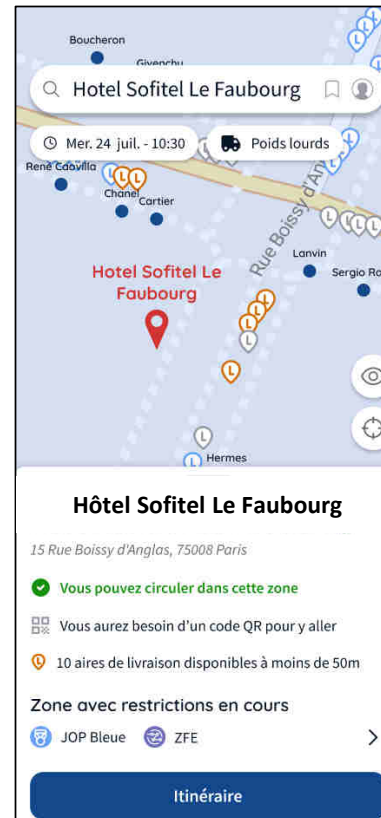 Boucheron
Givenchy
Hotel Sofitel Le Faubourg
Mer. 24 juil. - 10:30
Poids lourds
René Caovilla
Chanel
Cartier
Rue Boissy d'An
Lanvin
Sergio Ro
Hotel Sofitel Le
Faubourg
Hermes
Hôtel Sofitel Le Faubourg
15 Rue Boissy d'Anglas, 75008 Paris
Vous pouvez circuler dans cette zone
Vous aurez besoin d'un code QR pour y aller
10 aires de livraison disponibles à moins de 50m
Zone avec restrictions en cours
JOP Bleue ZFE
Itinéraire